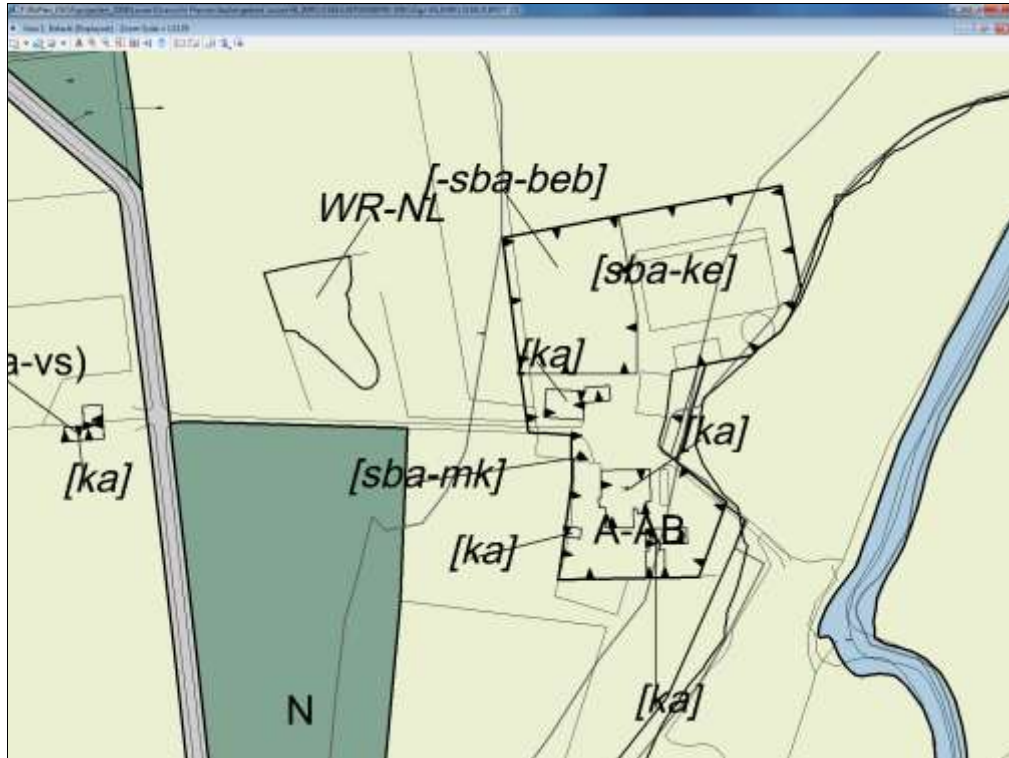 [-sba-beb]
WR-NL
[sba-ke]
[ka]
a-vs)
[ka]
[sba-mk]
[ka]
A-AB
[ka]
[ka]
N